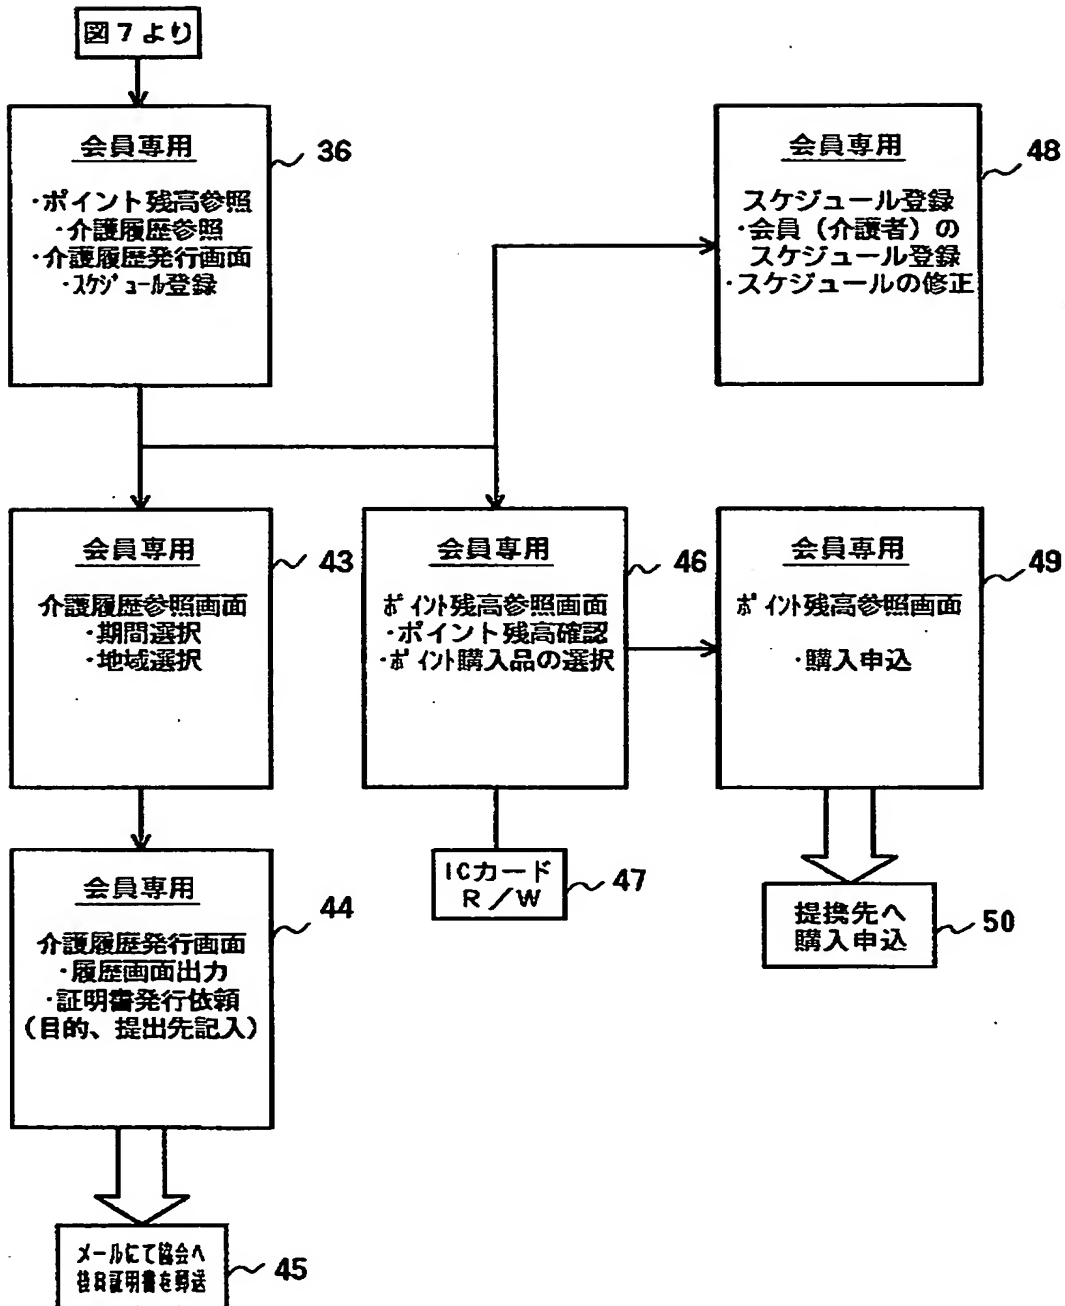 図7より
会員専用
36
・ポイント残高参照
・介護履歴参照
・介護履歴発行画面
・スケジュール登録
会員専用
48
スケジュール登録
・会員（介護者）の
スケジュール登録
・スケジュールの修正
会員専用
43
介護履歴参照画面
・期間選択
・地域選択
会員専用
46
ポイント残高参照画面
・ポイント残高確認
・ポイント購入品の選択
会員専用
49
ポイント残高参照画面
・購入申込
会員専用
44
介護履歴発行画面
・履歴画面出力
・証明書発行依頼
（目的、提出先記入）
ICカード
R／W
47
提携先へ
購入申込
50
メールにて協会へ
後日証明書を郵送
45